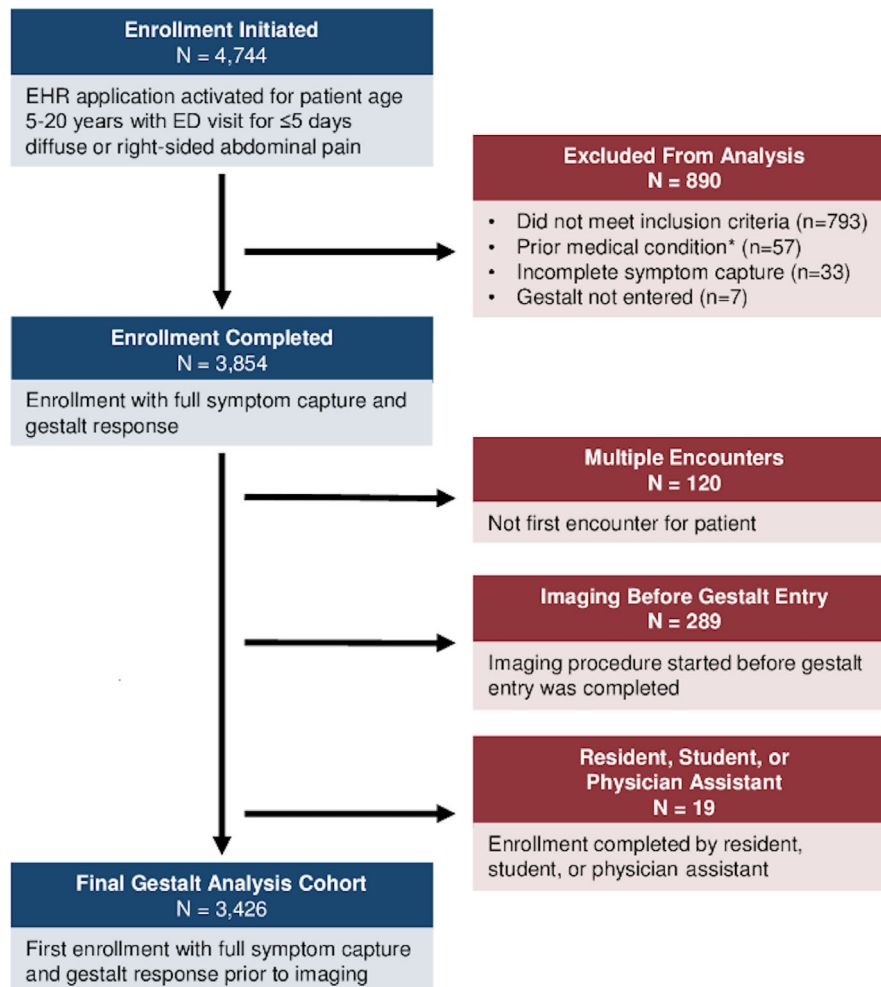 Enrollment Initiated
N = 4,744
EHR application activated for patient age
5-20 years with ED visit for ≤5 days
diffuse or right-sided abdominal pain
Excluded From Analysis
N = 890
• Did not meet inclusion criteria (n=793)
• Prior medical condition* (n=57)
• Incomplete symptom capture (n=33)
• Gestalt not entered (n=7)
Enrollment Completed
N = 3,854
Enrollment with full symptom capture and
gestalt response
Multiple Encounters
N = 120
Not first encounter for patient
Imaging Before Gestalt Entry
N = 289
Imaging procedure started before gestalt
entry was completed
Resident, Student, or
Physician Assistant
N = 19
Enrollment completed by resident,
student, or physician assistant
Final Gestalt Analysis Cohort
N = 3,426
First enrollment with full symptom capture
and gestalt response prior to imaging